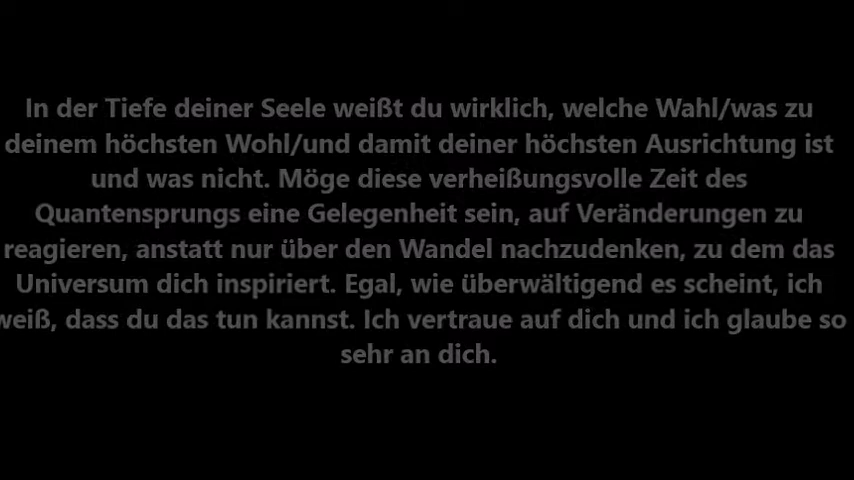 In der Tiefe deiner Seele weißt du wirklich, welche Wahl/was zu
deinem höchsten Wohl/und damit deiner höchsten Ausrichtung ist
und was nicht. Möge diese verheißungsvolle Zeit des
Quantensprungs eine Gelegenheit sein, auf Veränderungen zu
reagieren, anstatt nur über den Wandel nachzudenken, zu dem das
Universum dich inspiriert. Egal, wie überwältigend es scheint, ich
weiß, dass du das tun kannst. Ich vertraue auf dich und ich glaube so
sehr an dich.